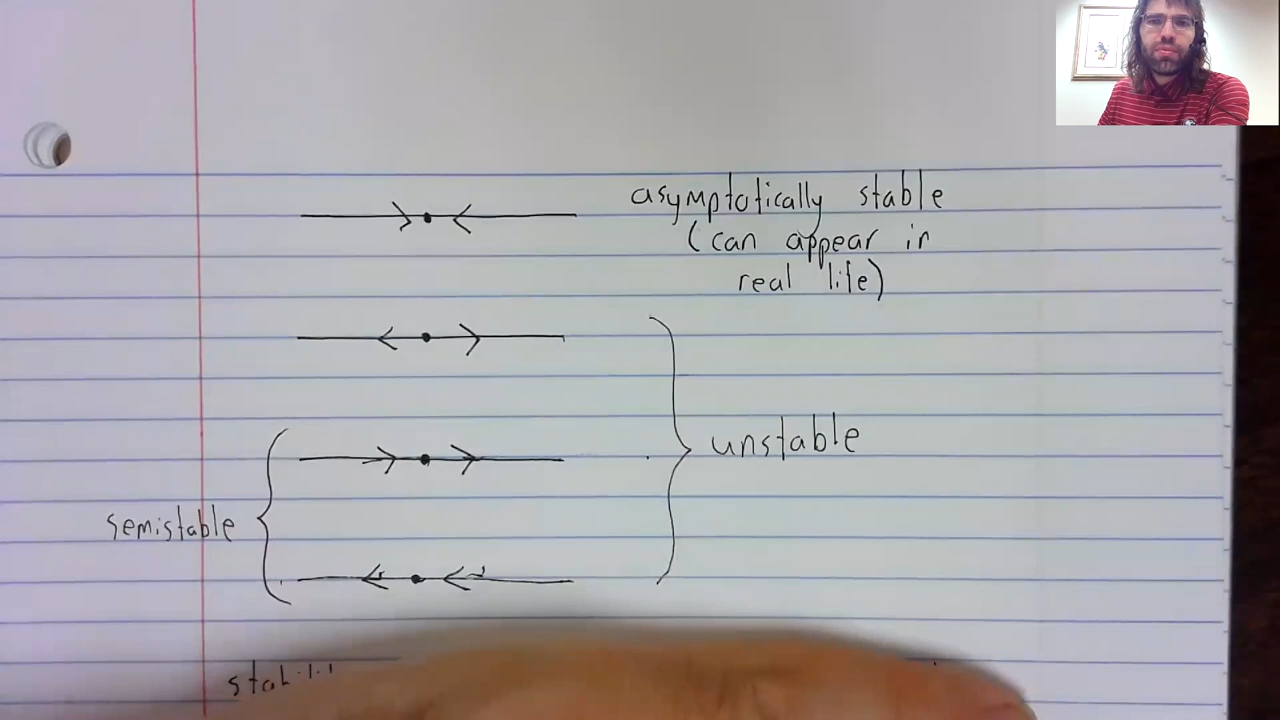 asymptotically stable
(can appear in
real life)
unstable
semistable